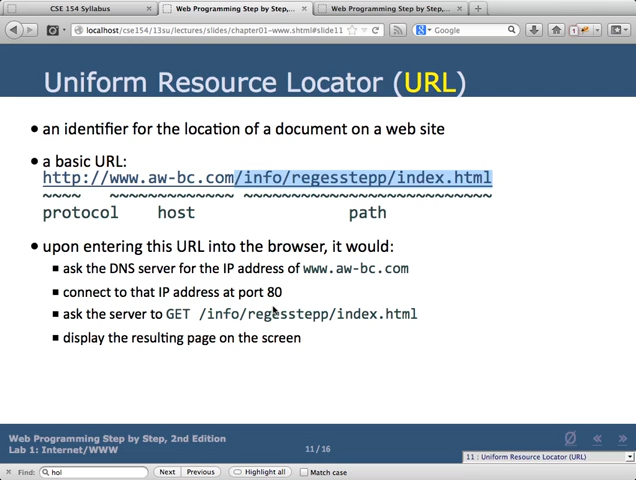 CSE 154 Syllabus
Web Programming Step by Step,...
Web Programming Step by Step, ...
localhost/cse154/13su/lectures/slides/chapter01-www.shtml#slide11
Google
Uniform Resource Locator (URL)
an identifier for the location of a document on a web site
a basic URL:
http://www.aw-bc.com/info/regesstepp/index.html
~~~~ ~~~~~~~~~~~~~ ~~~~~~~~~~~~~~~~~~~~~~~~~~
protocol host path
upon entering this URL into the browser, it would:
ask the DNS server for the IP address of www.aw-bc.com
connect to that IP address at port 80
ask the server to GET /info/regesstepp/index.html
display the resulting page on the screen
Web Programming Step by Step, 2nd Edition
Lab 1: Internet/WWW
11 / 16
11 : Uniform Resource Locator (URL)
Find: hol Next Previous Highlight all Match case